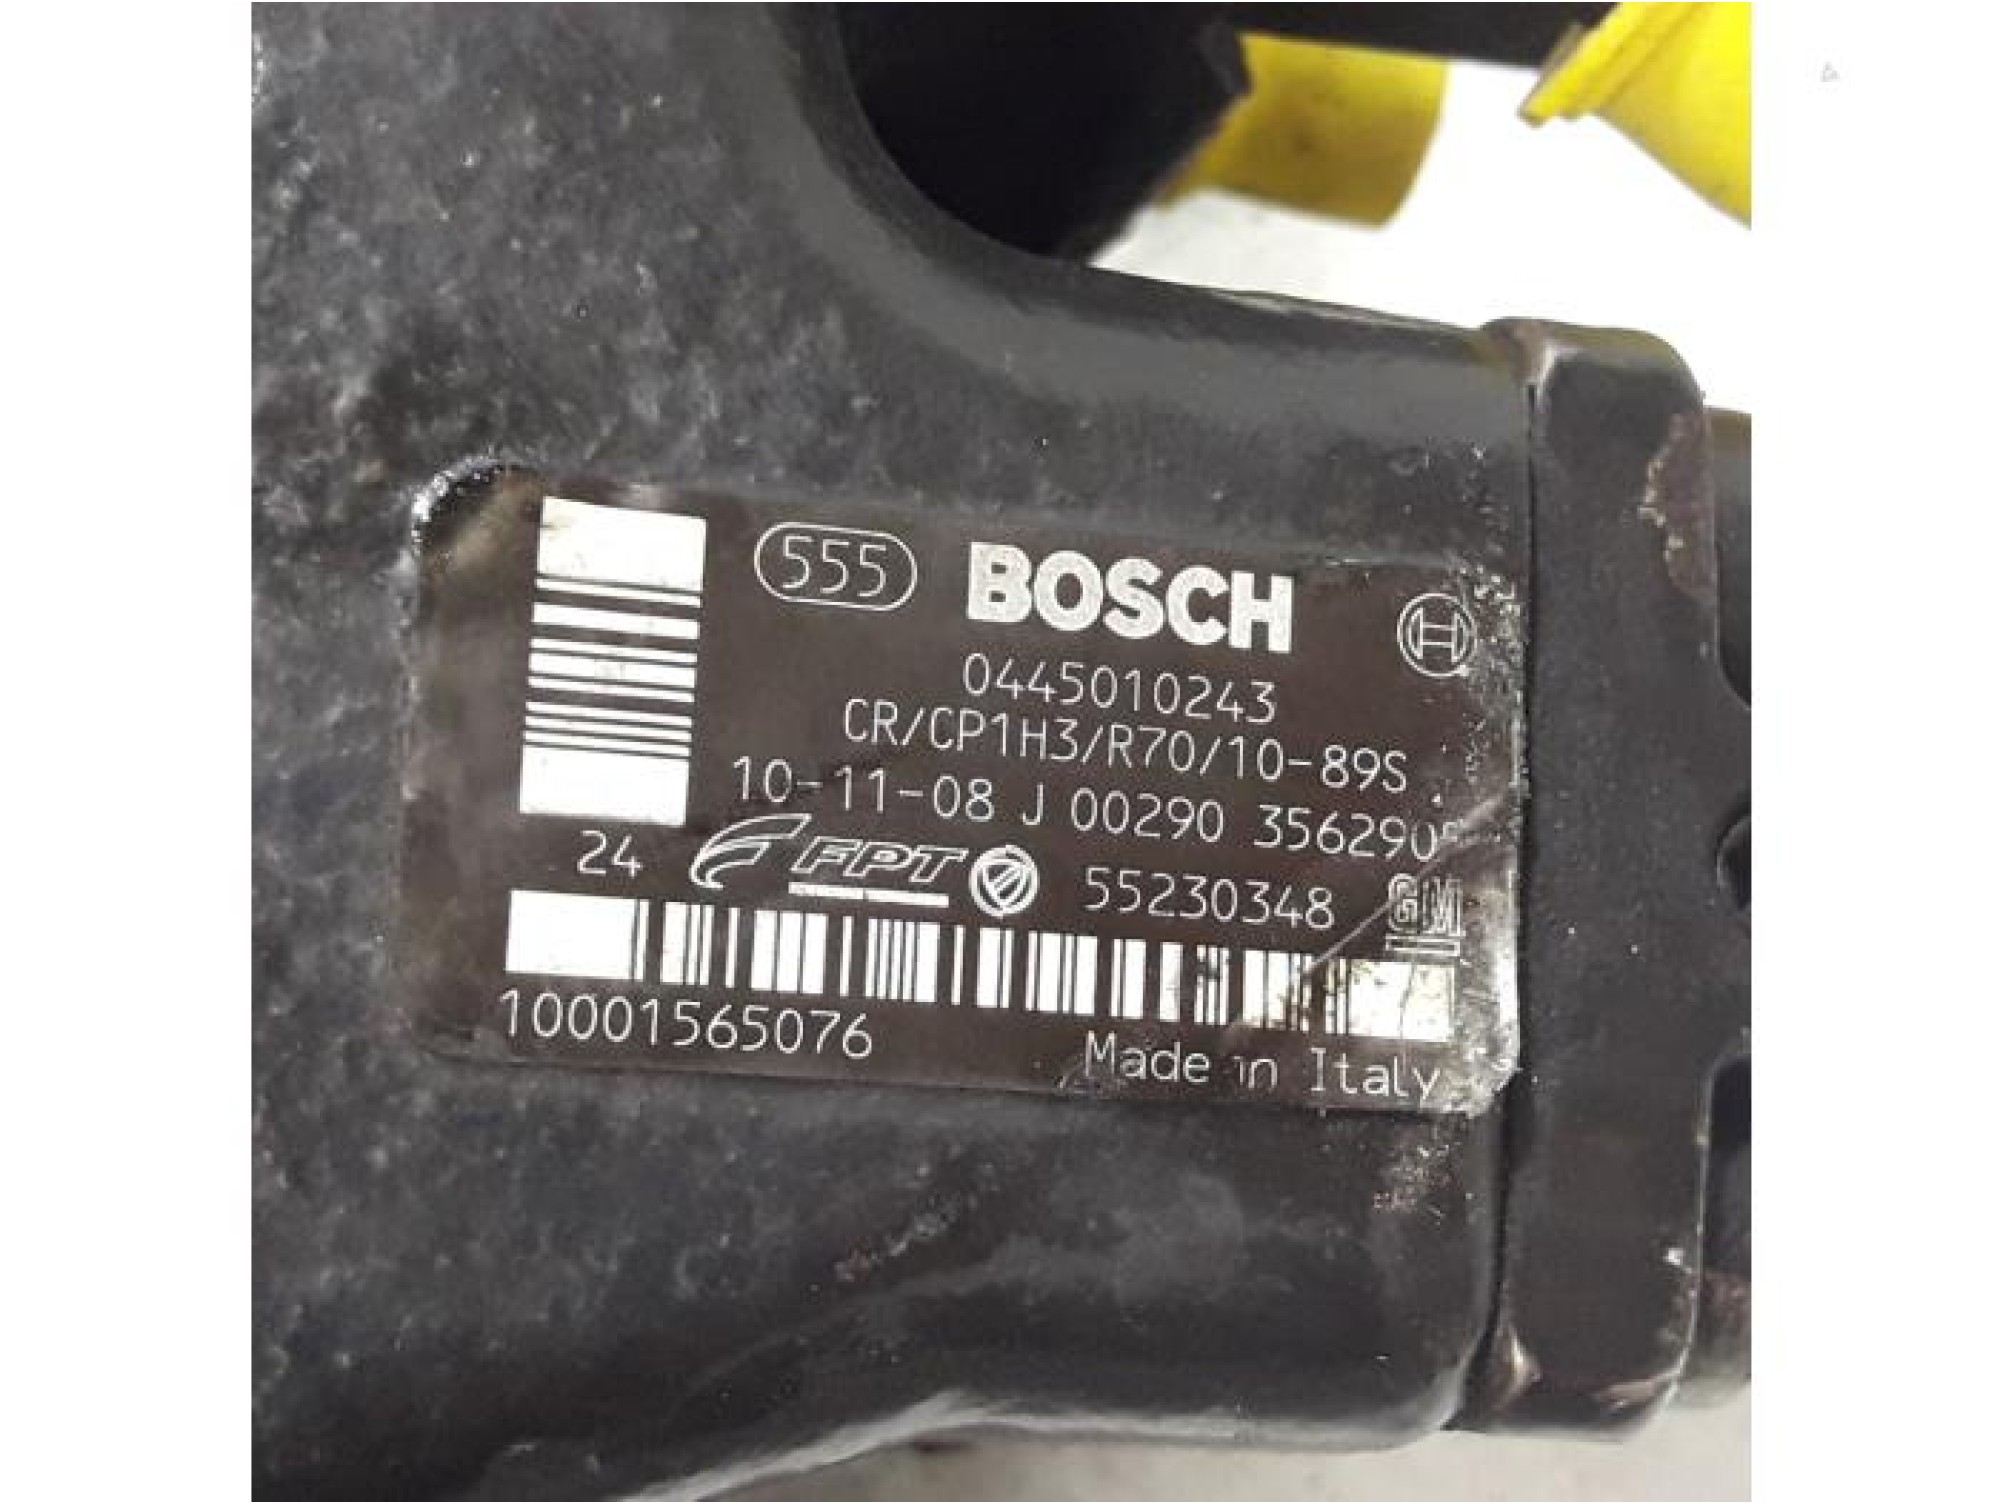 555 BOSCH
0445010243
CR/CP1H3/R70/10-89S
10-11-08 J 00290 356290
24 FPT 55230348 GM
10001565076
Made in Italy